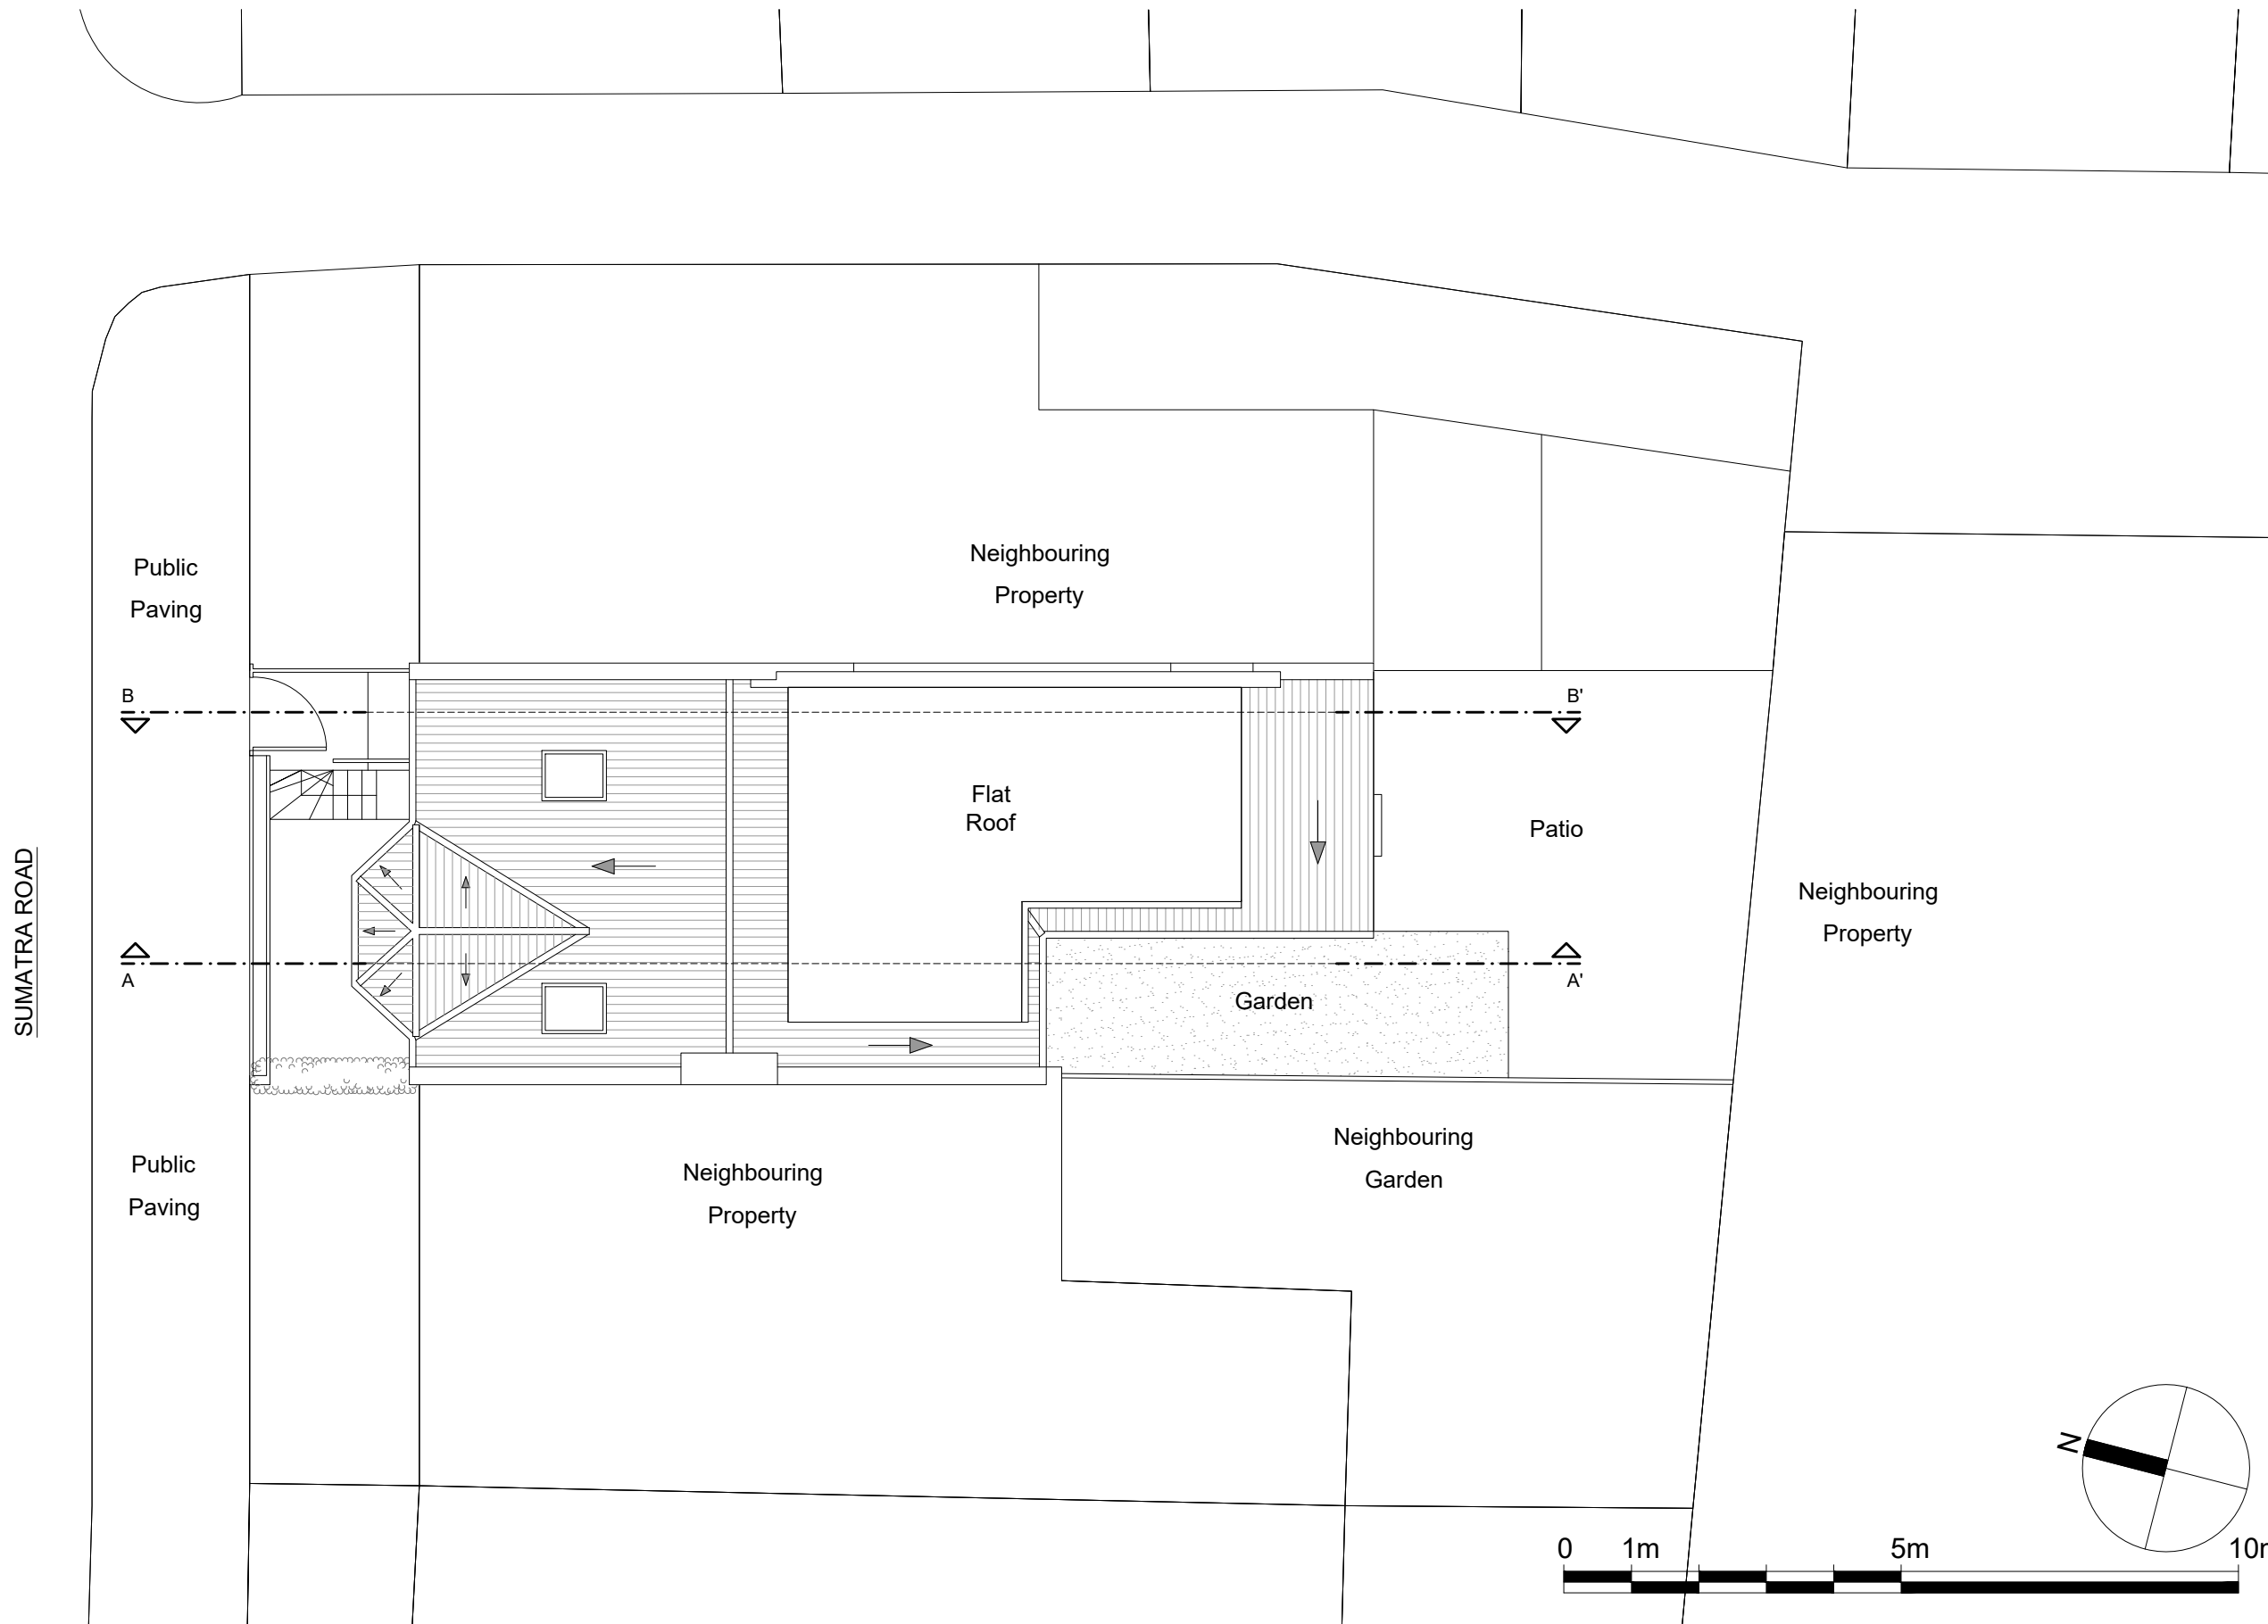 Public
Paving
Neighbouring
Property
B
B'
Flat
Roof
Patio
SUMATRA ROAD
Neighbouring
Property
A
A'
Garden
Public
Paving
Neighbouring
Property
Neighbouring
Garden
N
0 1m 5m 10m